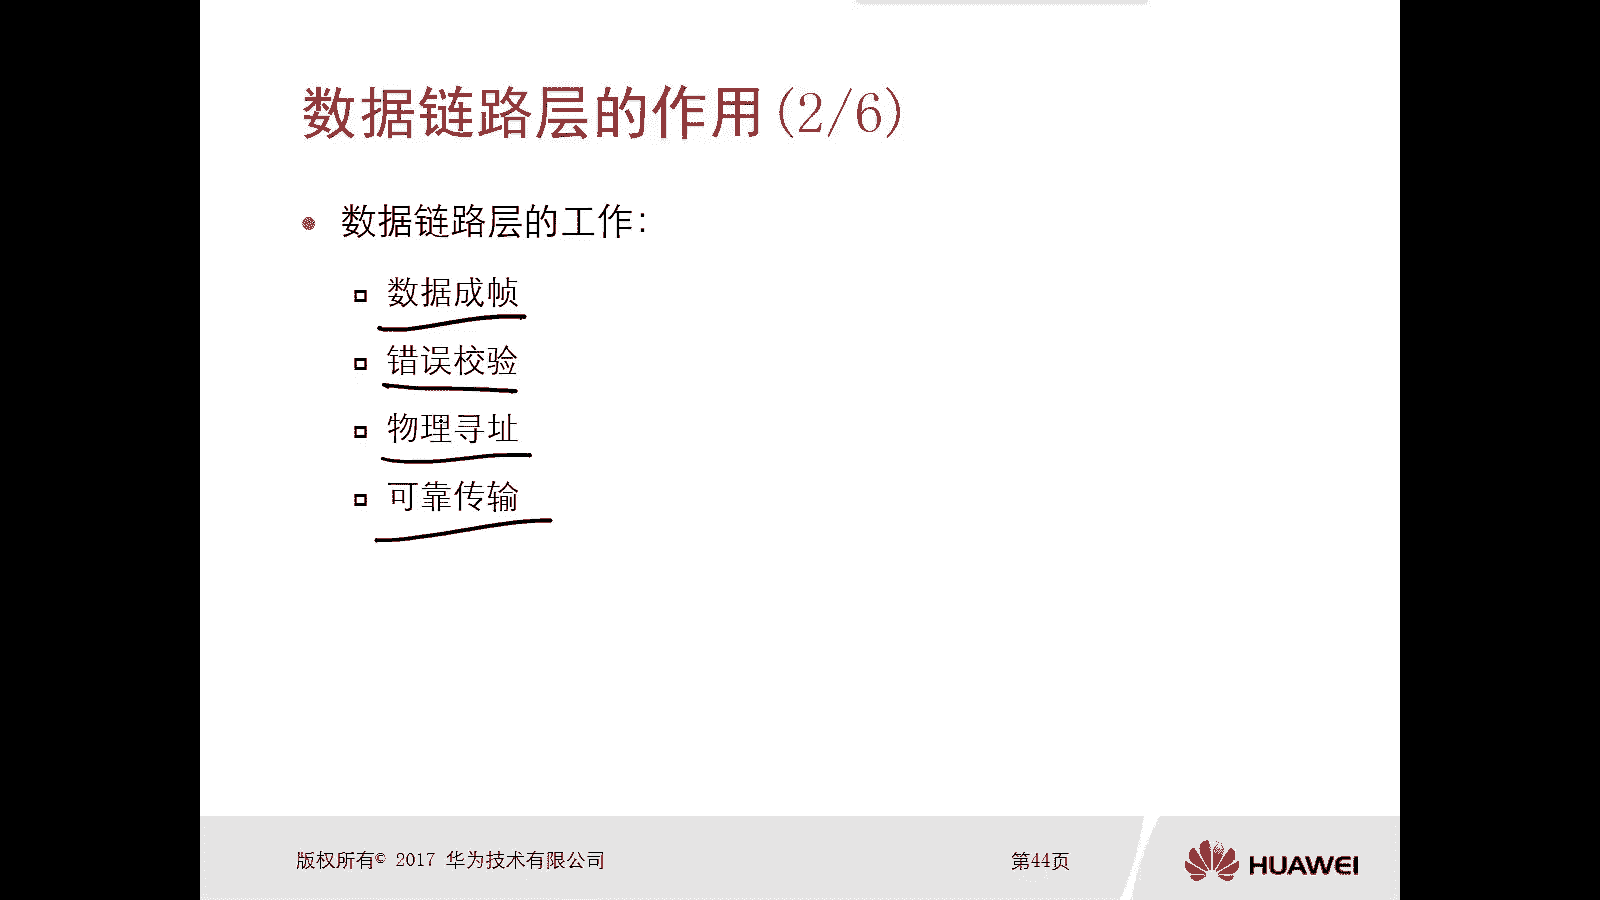 数据链路层的作用(2/6)
数据链路层的工作:
数据成帧
错误校验
物理寻址
可靠传输
版权所有© 2017 华为技术有限公司
第44页
HUAWEI